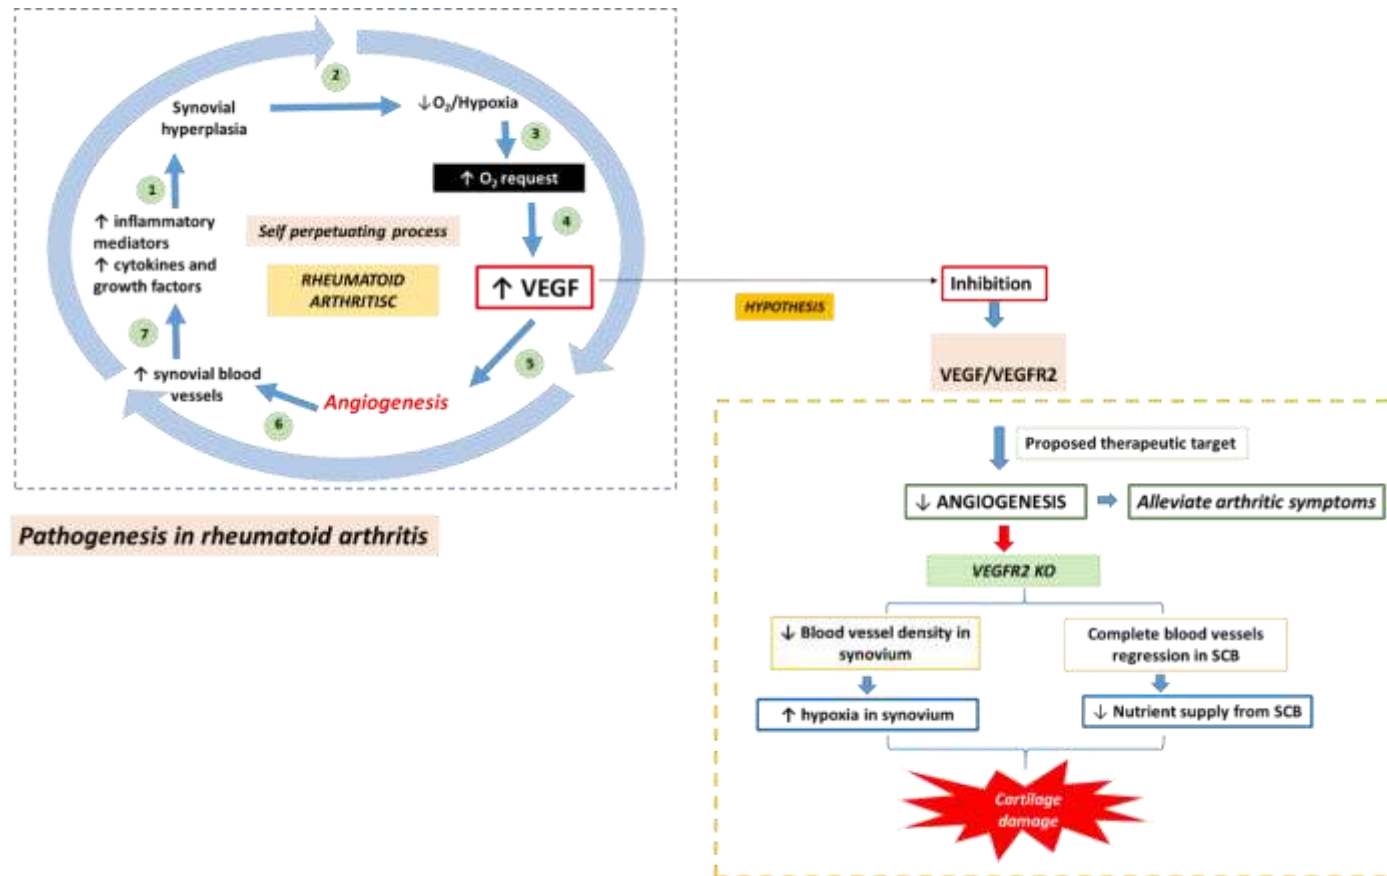 2
Synovial
hyperplasia
↓O₂/Hypoxia
3
↑ O₂ request
1
4
↑ inflammatory
mediators
↑ cytokines and
growth factors
Self perpetuating process
RHEUMATOID
ARTHRITISC
↑ VEGF
HYPOTHESIS
Inhibition
7
5
↑ synovial blood
vessels
Angiogenesis
6
VEGF/VEGFR2
Proposed therapeutic target
↓ ANGIOGENESIS
Alleviate arthritic symptoms
Pathogenesis in rheumatoid arthritis
VEGFR2 KD
↓ Blood vessel density in
synovium
Complete blood vessels
regression in SCB
↑ hypoxia in synovium
↓ Nutrient supply from SCB
Cartilage
damage